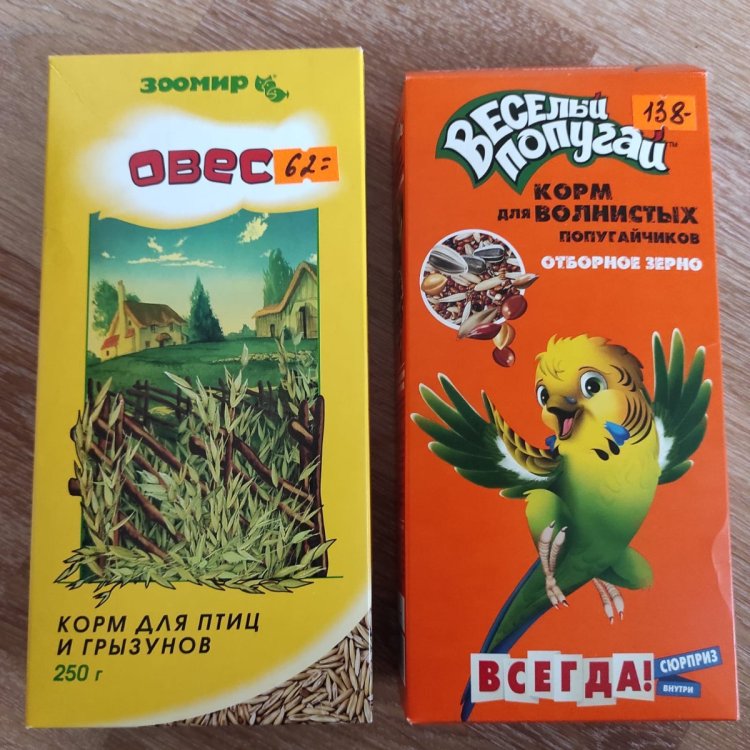 ЗООМИР
ОВЕС
62=
КОРМ ДЛЯ ПТИЦ
И ГРЫЗУНОВ
250 г
ВЕСЕЛЫЙ
ПОПУГАЙ
TM
138-
КОРМ
ДЛЯ ВОЛНИСТЫХ
ПОПУГАЙЧИКОВ
ОТБОРНОЕ ЗЕРНО
ВСЕГДА!
СЮРПРИЗ
ВНУТРИ